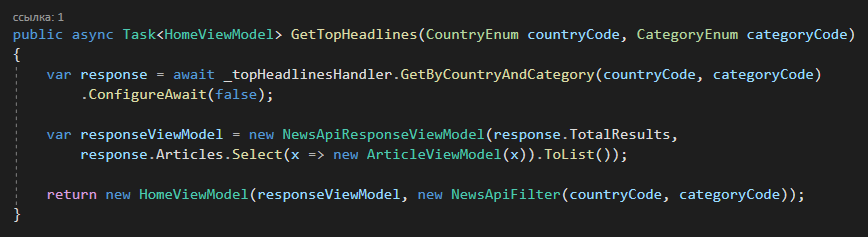 ссылка: 1
public async Task<HomeViewModel> GetTopHeadlines(CountryEnum countryCode, CategoryEnum categoryCode)
{
    var response = await _topHeadlinesHandler.GetByCountryAndCategory(countryCode, categoryCode)
        .ConfigureAwait(false);

    var responseViewModel = new NewsApiResponseViewModel(response.TotalResults,
        response.Articles.Select(x => new ArticleViewModel(x)).ToList());

    return new HomeViewModel(responseViewModel, new NewsApiFilter(countryCode, categoryCode));
}